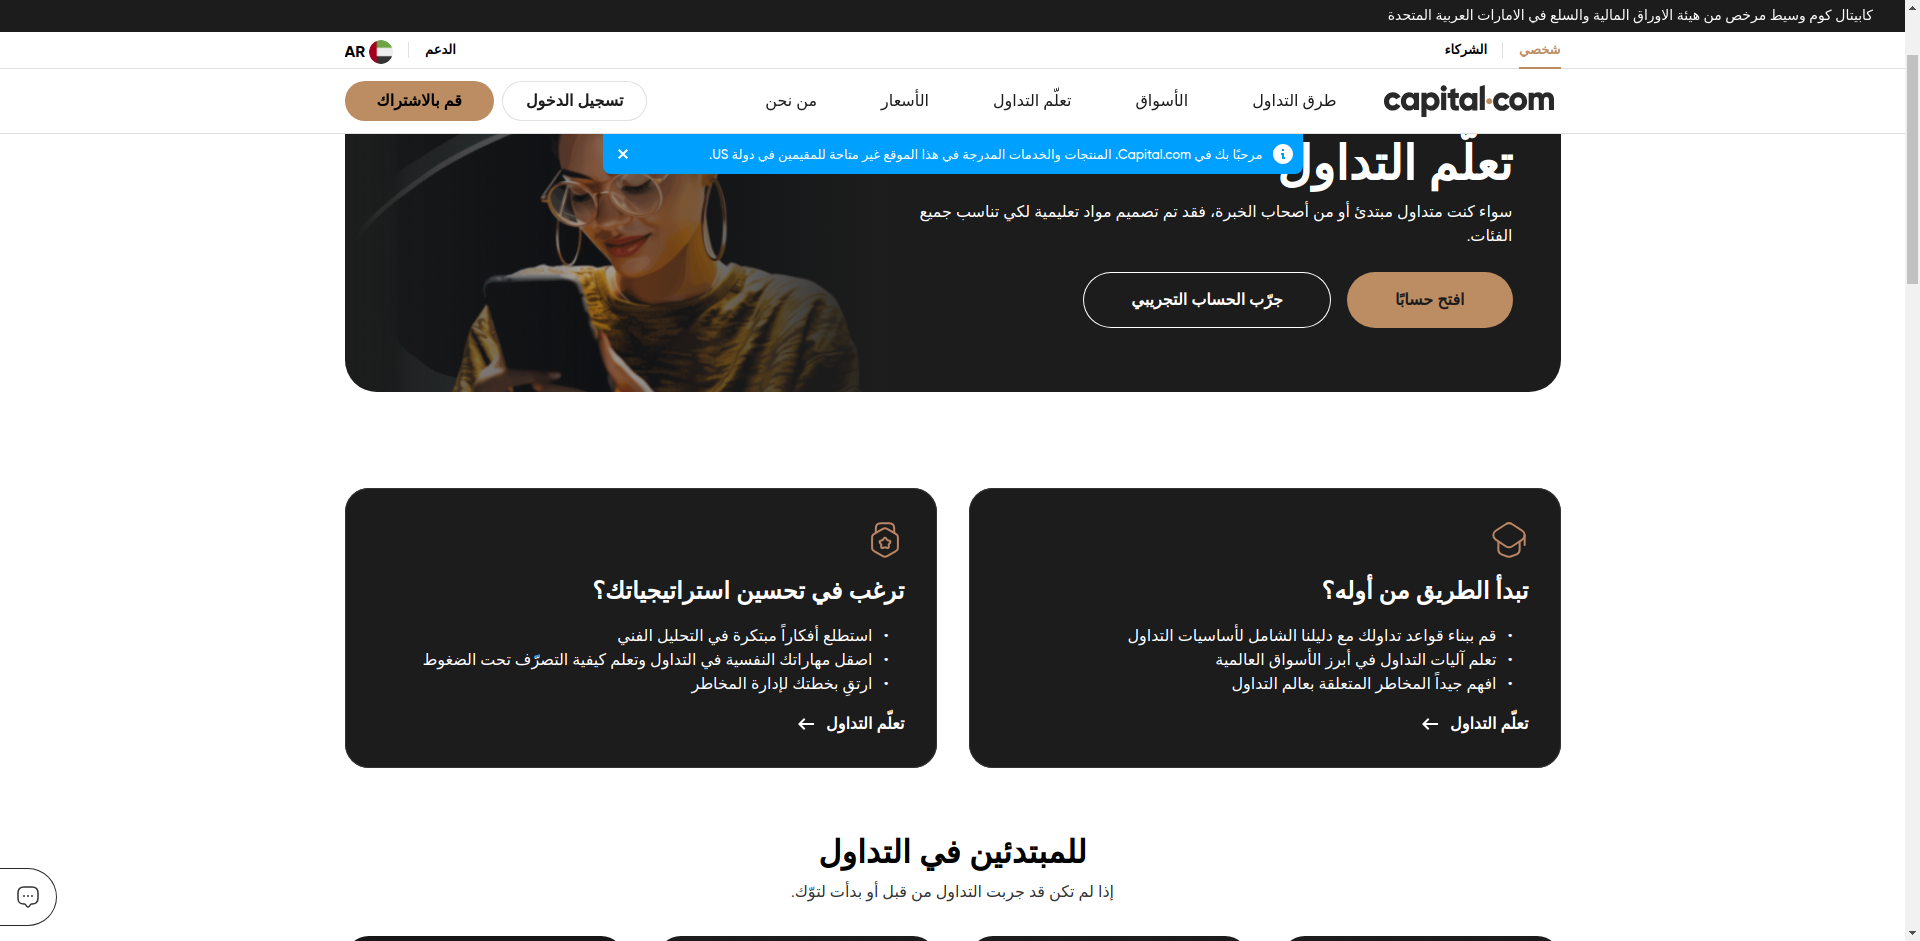 كابيتال كوم وسيط مرخص من هيئة الاوراق المالية والسلع في الامارات العربية المتحدة
شخصي
الشركاء
الدعم
AR
capital.com
طرق التداول
الأسواق
تعلّم التداول
الأسعار
من نحن
تسجيل الدخول
قم بالاشتراك
مرحبًا بك في Capital.com. المنتجات والخدمات المدرجة في هذا الموقع غير متاحة للمقيمين في دولة US.
تعلّم التداول
سواء كنت متداول مبتدئ أو من أصحاب الخبرة، فقد تم تصميم مواد تعليمية لكي تناسب جميع
الفئات.
افتح حسابًا
جرّب الحساب التجريبي
تبدأ الطريق من أوله؟
• قم ببناء قواعد تداولك مع دليلنا الشامل لأساسيات التداول
• تعلم آليات التداول في أبرز الأسواق العالمية
• افهم جيداً المخاطر المتعلقة بعالم التداول
تعلّم التداول
ترغب في تحسين استراتيجياتك؟
• استطلع أفكاراً مبتكرة في التحليل الفني
• اصقل مهاراتك النفسية في التداول وتعلم كيفية التصرّف تحت الضغوط
• ارتقِ بخطتك لإدارة المخاطر
تعلّم التداول
للمبتدئين في التداول
إذا لم تكن قد جربت التداول من قبل أو بدأت لتوّك.